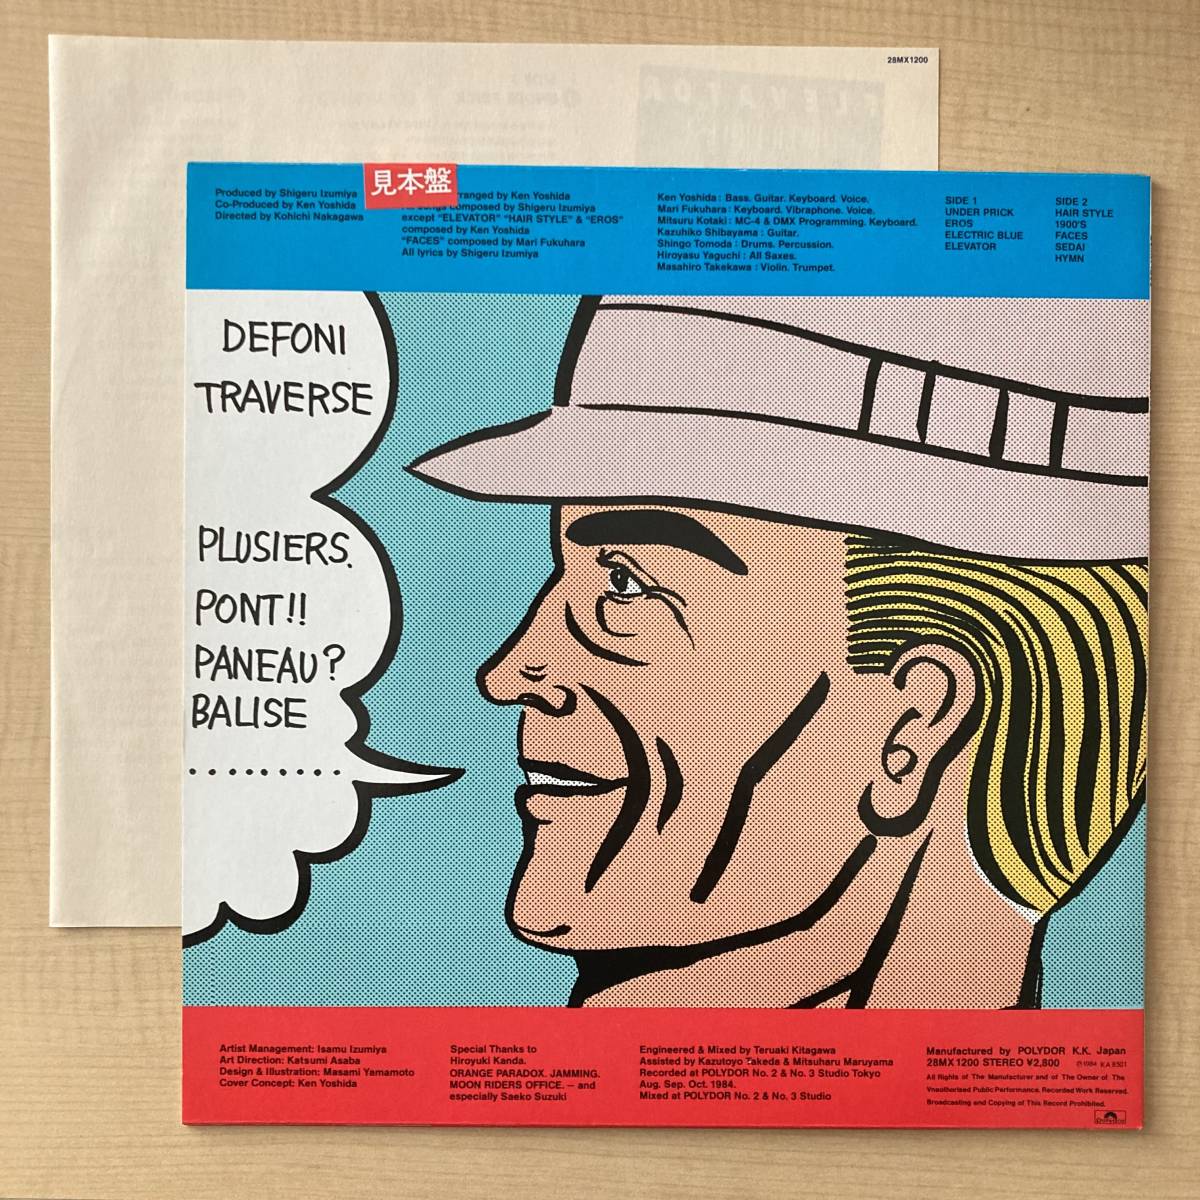 28MX1200
Produced by Shigeru Izumiya
Co-Produced by Ken Yoshida
Directed by Kohichi Nakagawa
見本盤
rranged by Ken Yoshida
composed by Shigeru Izumiya
except "ELEVATOR" "HAIR STYLE" & "EROS"
composed by Ken Yoshida
"FACES" composed by Mari Fukuhara
All lyrics by Shigeru Izumiya
Ken Yoshida : Bass. Guitar. Keyboard. Voice.
Mari Fukuhara : Keyboard. Vibraphone. Voice.
Mitsuru Kotaki : MC-4 & DMX Programming. Keyboard.
Kazuhiko Shibayama : Guitar.
Shingo Tomoda : Drums. Percussion.
Hiroyasu Yaguchi : All Saxes.
Masahiro Takekawa : Violin. Trumpet.
SIDE 1
UNDER PRICK
EROS
ELECTRIC BLUE
ELEVATOR
SIDE 2
HAIR STYLE
1900'S
FACES
SEDAI
HYMN
DEFONI
TRAVERSE
PLUSIERS.
PONT!!
PANEAU?
BALISE
..............
Artist Management: Isamu Izumiya
Art Direction: Katsumi Asaba
Design & Illustration: Masami Yamamoto
Cover Concept: Ken Yoshida
Special Thanks to
Hiroyuki Kanda.
ORANGE PARADOX. JAMMING.
MOON RIDERS OFFICE. — and
especially Saeko Suzuki
Engineered & Mixed by Teruaki Kitagawa
Assisted by Kazutoyo Takeda & Mitsuharu Maruyama
Recorded at POLYDOR No. 2 & No. 3 Studio Tokyo
Aug. Sep. Oct. 1984.
Mixed at POLYDOR No. 2 & No. 3 Studio
Manufactured by POLYDOR K.K. Japan
28MX 1200 STEREO ¥2,800 ℗1984 KA8501
All Rights of The Manufacturer and of The Owner of The
Vnauthorised Public Performance. Recorded Work Reserved.
Broadcasting and Copying of This Record Prohibited.
Polydor